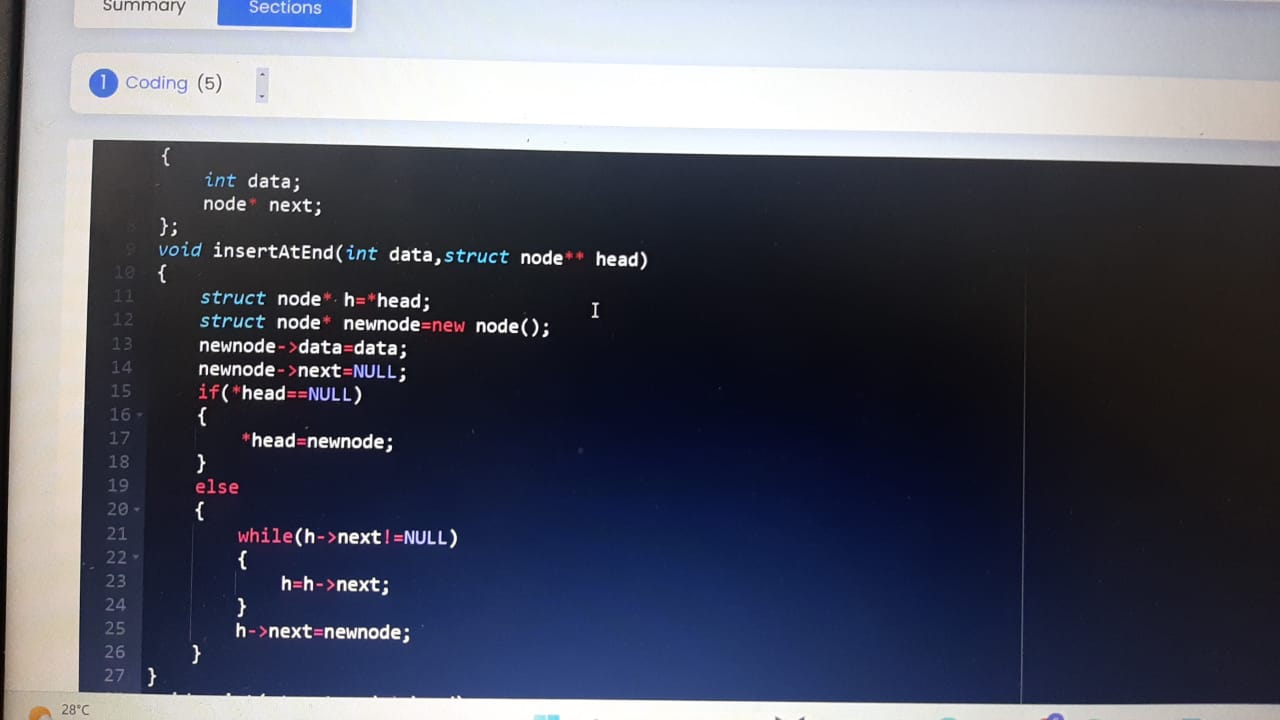 Summary
Sections
1 Coding (5)
{
int data;
node* next;
8 };
9 void insertAtEnd(int data,struct node** head)
10 {
11 struct node* h=*head;
12 struct node* newnode=new node();
13 newnode->data=data;
14 newnode->next=NULL;
15 if(*head==NULL)
16 {
17 *head=newnode;
18 }
19 else
20 {
21 while(h->next!=NULL)
22 {
23 h=h->next;
24 }
25 h->next=newnode;
26 }
27 }
28°C